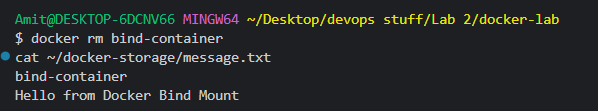 Amit@DESKTOP-6DCNV66 MINGW64 ~/Desktop/devops stuff/Lab 2/docker-lab
$ docker rm bind-container
cat ~/docker-storage/message.txt
bind-container
Hello from Docker Bind Mount